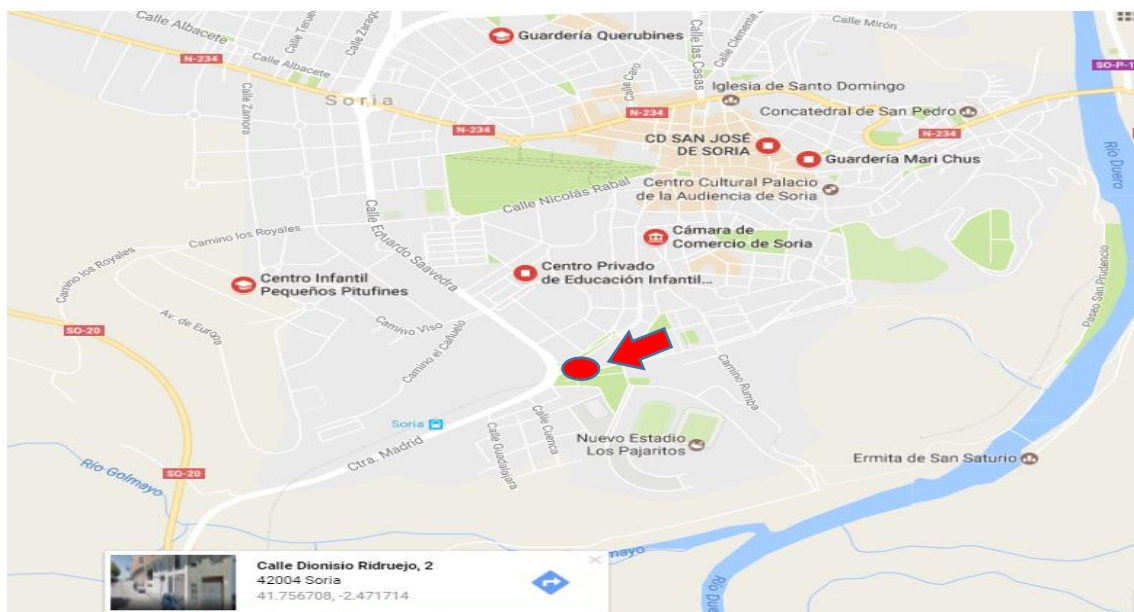 Calle Albacete
Calle Teruel
Calle Zaragoza
Guardería Querubines
Calle las Casas
Calle Clemente
Calle Mirón
N-234
Calle Albacete
SO-P-1
Calle Zamora
Soria
Calle Caro
Iglesia de Santo Domingo
N-234
Concatedral de San Pedro
N-234
N-234
CD SAN JOSÉ
DE SORIA
Guardería Mari Chus
Río Duero
Calle Nicolás Rabal
Centro Cultural Palacio
de la Audiencia de Soria
Calle Eduardo Saavedra
Camino los Royales
Camino los Royales
Cámara de
Comercio de Soria
Centro Infantil
Pequeños Pitufines
Centro Privado
de Educación Infantil...
Paseo San Prudencio
Av. de Europa
Camino Viso
SO-20
Camino el Cañuelo
Camino Rumba
Soria
Calle Cuenca
Calle Guadalajara
Ctra. Madrid
Nuevo Estadio
Los Pajaritos
Ermita de San Saturio
Río Golmayo
SO-20
mayo
Río Due
Calle Dionisio Ridruejo, 2
42004 Soria
41.756708, -2.471714